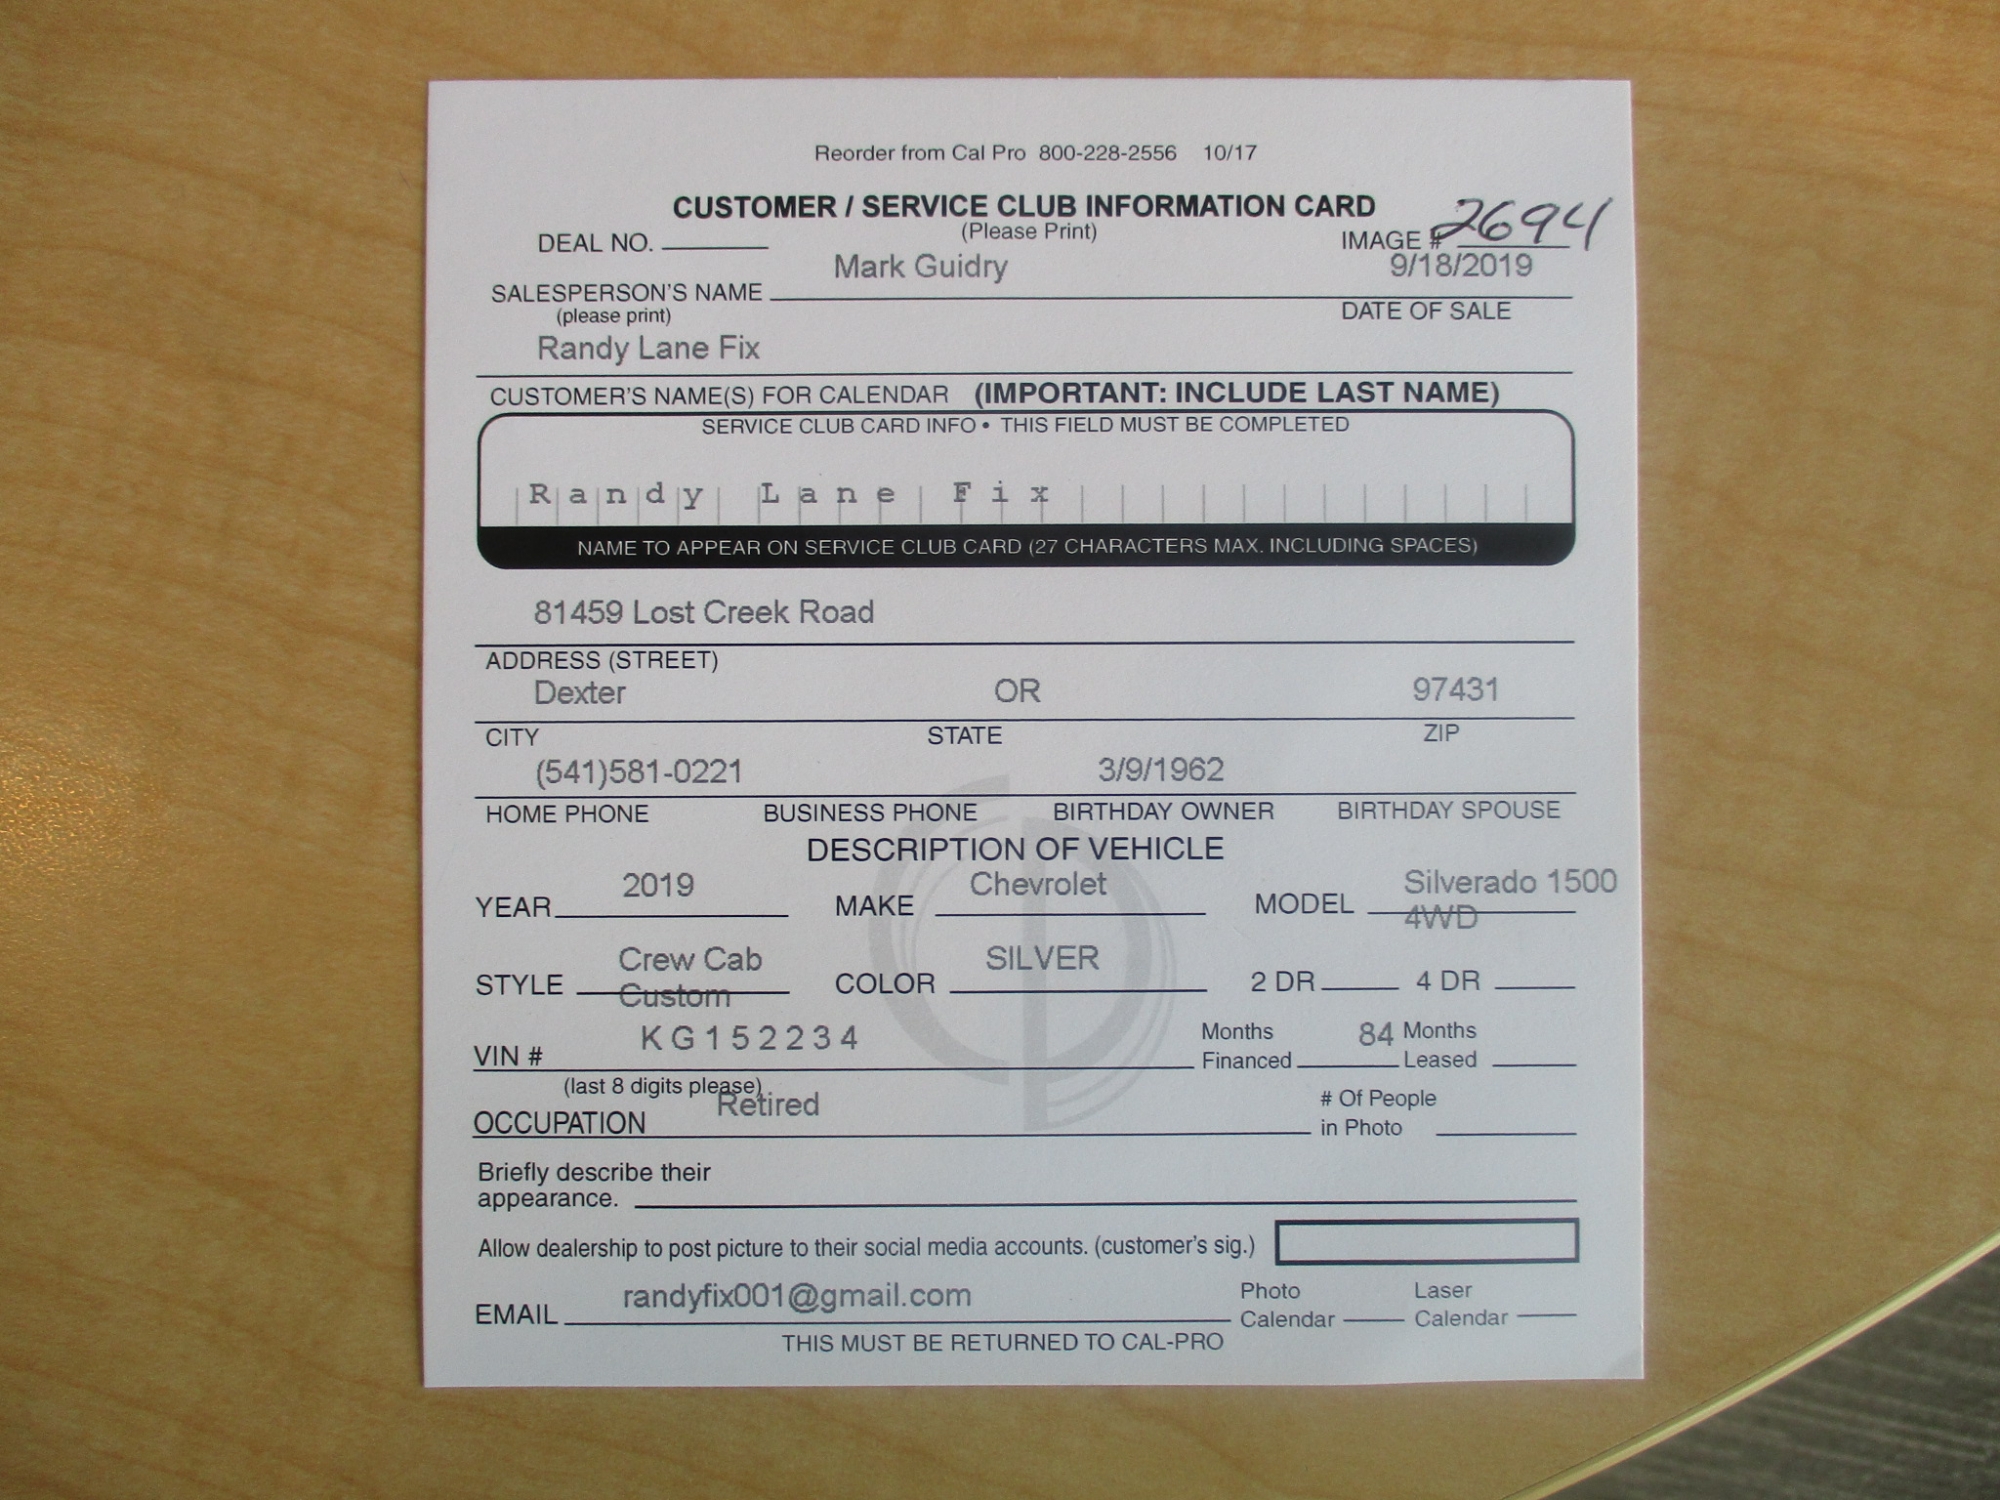 Reorder from Cal Pro 800-228-2556 10/17
CUSTOMER / SERVICE CLUB INFORMATION CARD
(Please Print)
DEAL NO. IMAGE # 2694
Mark Guidry 9/18/2019
SALESPERSON'S NAME
(please print) DATE OF SALE
Randy Lane Fix
CUSTOMER'S NAME(S) FOR CALENDAR (IMPORTANT: INCLUDE LAST NAME)
SERVICE CLUB CARD INFO • THIS FIELD MUST BE COMPLETED
Randy Lane Fix
NAME TO APPEAR ON SERVICE CLUB CARD (27 CHARACTERS MAX. INCLUDING SPACES)
81459 Lost Creek Road
ADDRESS (STREET)
Dexter OR 97431
CITY STATE ZIP
(541)581-0221 3/9/1962
HOME PHONE BUSINESS PHONE BIRTHDAY OWNER BIRTHDAY SPOUSE
DESCRIPTION OF VEHICLE
YEAR 2019 MAKE Chevrolet MODEL Silverado 1500
4WD
STYLE Crew Cab COLOR SILVER 2 DR 4 DR
Custom
VIN # KG152234 Months Financed 84 Months Leased
(last 8 digits please)
OCCUPATION Retired # Of People
in Photo
Briefly describe their
appearance.
Allow dealership to post picture to their social media accounts. (customer's sig.)
EMAIL randyfix001@gmail.com Photo Calendar Laser Calendar
THIS MUST BE RETURNED TO CAL-PRO